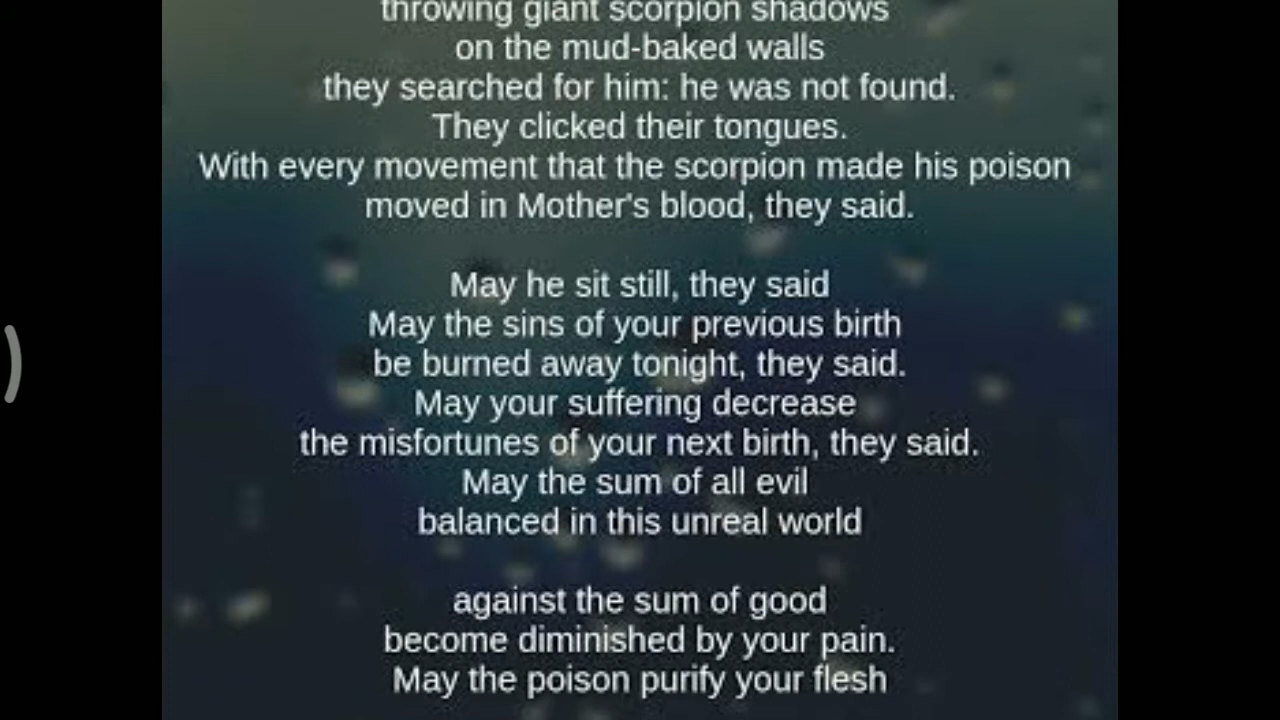 throwing giant scorpion shadows
on the mud-baked walls
they searched for him: he was not found.
They clicked their tongues.
With every movement that the scorpion made his poison
moved in Mother's blood, they said.
May he sit still, they said
May the sins of your previous birth
be burned away tonight, they said.
May your suffering decrease
the misfortunes of your next birth, they said.
May the sum of all evil
balanced in this unreal world
against the sum of good
become diminished by your pain.
May the poison purify your flesh